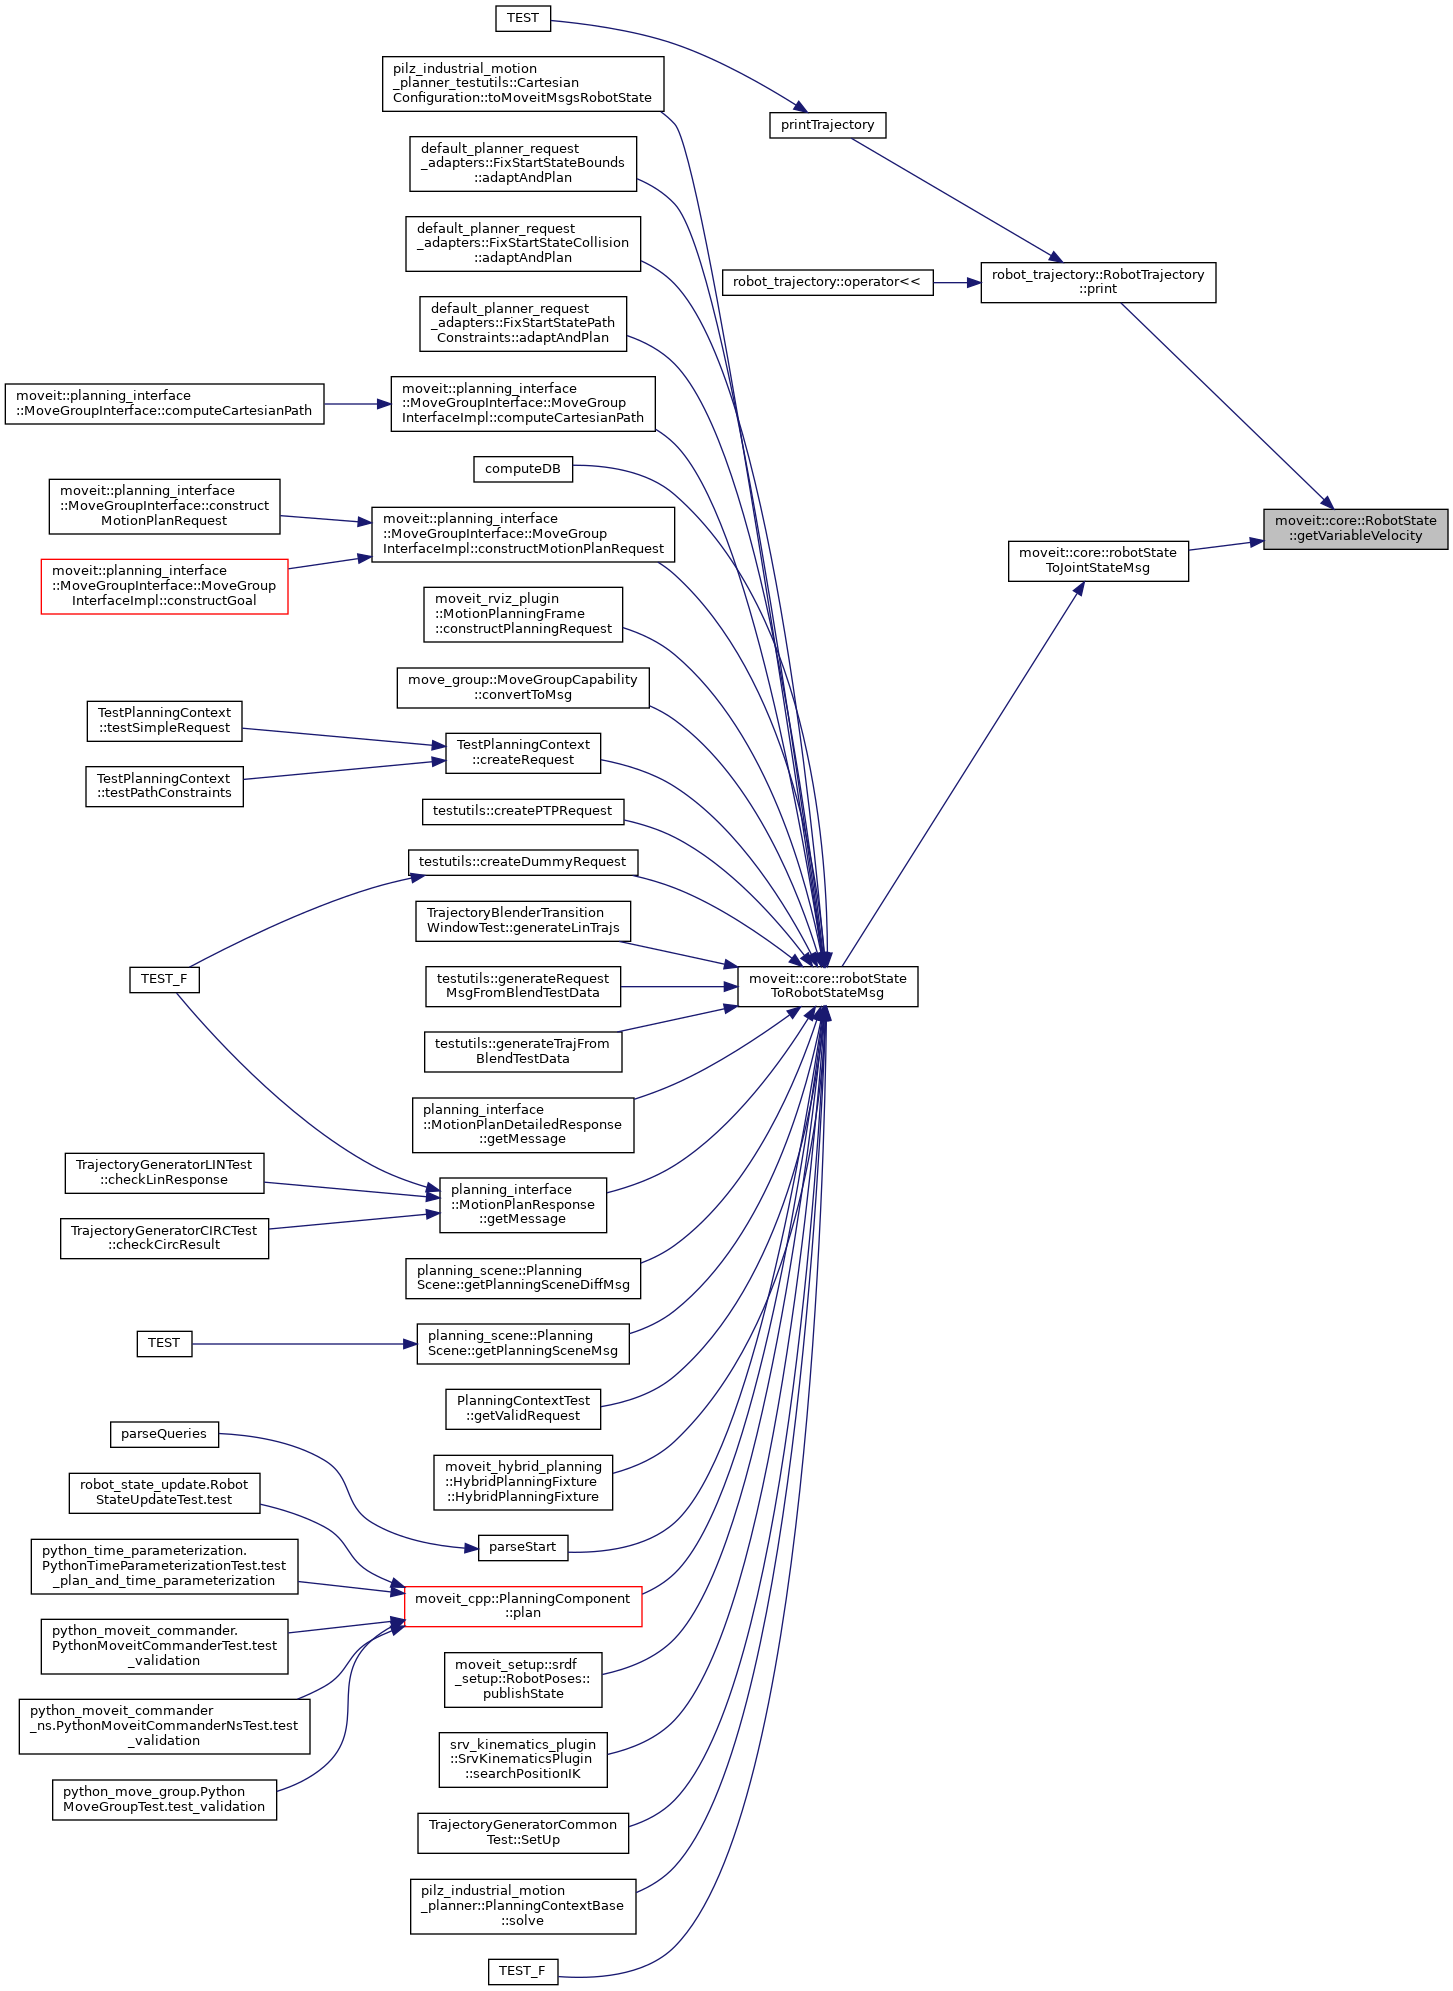 TEST
pilz_industrial_motion
_planner_testutils::Cartesian
Configuration::toMoveitMsgsRobotState
printTrajectory
default_planner_request
_adapters::FixStartStateBounds
::adaptAndPlan
default_planner_request
_adapters::FixStartStateCollision
::adaptAndPlan
robot_trajectory::operator<<
robot_trajectory::RobotTrajectory
::print
default_planner_request
_adapters::FixStartStatePath
Constraints::adaptAndPlan
moveit::planning_interface
::MoveGroupInterface::computeCartesianPath
moveit::planning_interface
::MoveGroupInterface::MoveGroup
InterfaceImpl::computeCartesianPath
computeDB
moveit::planning_interface
::MoveGroupInterface::construct
MotionPlanRequest
moveit::planning_interface
::MoveGroupInterface::MoveGroup
InterfaceImpl::constructMotionPlanRequest
moveit::core::RobotState
::getVariableVelocity
moveit::core::robotState
ToJointStateMsg
moveit::planning_interface
::MoveGroupInterface::MoveGroup
InterfaceImpl::constructGoal
moveit_rviz_plugin
::MotionPlanningFrame
::constructPlanningRequest
move_group::MoveGroupCapability
::convertToMsg
TestPlanningContext
::testSimpleRequest
TestPlanningContext
::createRequest
TestPlanningContext
::testPathConstraints
testutils::createPTPRequest
testutils::createDummyRequest
TrajectoryBlenderTransition
WindowTest::generateLinTrajs
TEST_F
testutils::generateRequest
MsgFromBlendTestData
moveit::core::robotState
ToRobotStateMsg
testutils::generateTrajFrom
BlendTestData
planning_interface
::MotionPlanDetailedResponse
::getMessage
TrajectoryGeneratorLINTest
::checkLinResponse
planning_interface
::MotionPlanResponse
::getMessage
TrajectoryGeneratorCIRCTest
::checkCircResult
planning_scene::Planning
Scene::getPlanningSceneDiffMsg
TEST
planning_scene::Planning
Scene::getPlanningSceneMsg
PlanningContextTest
::getValidRequest
parseQueries
moveit_hybrid_planning
::HybridPlanningFixture
::HybridPlanningFixture
robot_state_update.Robot
StateUpdateTest.test
parseStart
python_time_parameterization.
PythonTimeParameterizationTest.test
_plan_and_time_parameterization
moveit_cpp::PlanningComponent
::plan
python_moveit_commander.
PythonMoveitCommanderTest.test
_validation
moveit_setup::srdf
_setup::RobotPoses::
publishState
python_moveit_commander
_ns.PythonMoveitCommanderNsTest.test
_validation
srv_kinematics_plugin
::SrvKinematicsPlugin
::searchPositionIK
python_move_group.Python
MoveGroupTest.test_validation
TrajectoryGeneratorCommon
Test::SetUp
pilz_industrial_motion
_planner::PlanningContextBase
::solve
TEST_F